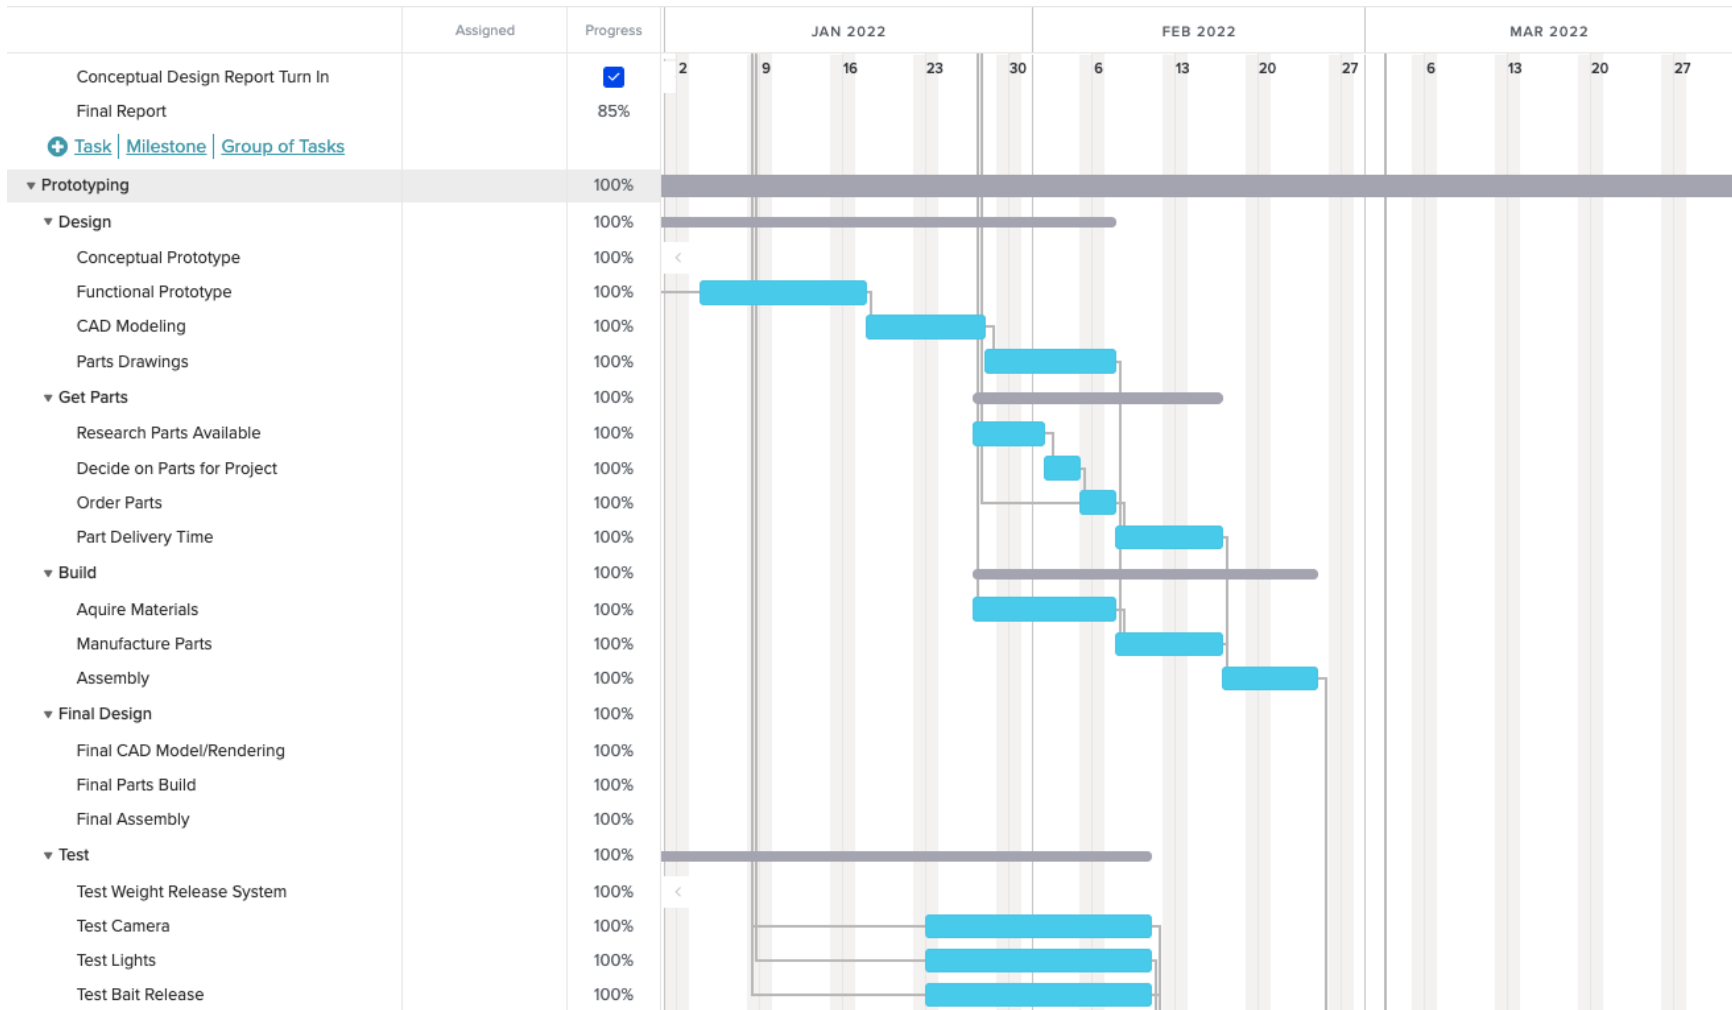 Assigned Progress JAN 2022 FEB 2022 MAR 2022
2 9 16 23 30 6 13 20 27 6 13 20 27
Conceptual Design Report Turn In
Final Report 85%
Task Milestone Group of Tasks
Prototyping 100%
Design 100%
Conceptual Prototype 100%
Functional Prototype 100%
CAD Modeling 100%
Parts Drawings 100%
Get Parts 100%
Research Parts Available 100%
Decide on Parts for Project 100%
Order Parts 100%
Part Delivery Time 100%
Build 100%
Aquire Materials 100%
Manufacture Parts 100%
Assembly 100%
Final Design 100%
Final CAD Model/Rendering 100%
Final Parts Build 100%
Final Assembly 100%
Test 100%
Test Weight Release System 100%
Test Camera 100%
Test Lights 100%
Test Bait Release 100%